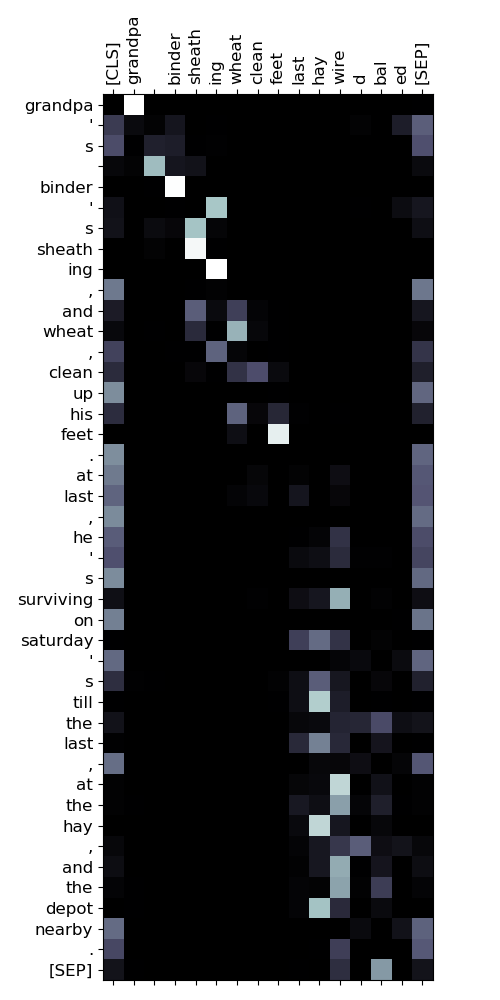 [CLS]
grandpa
binder
sheath
ing
wheat
clean
feet
last
hay
wire
d
bal
ed
[SEP]
grandpa
'
s
binder
'
s
sheath
ing
,
and
wheat
,
clean
up
his
feet
.
at
last
,
he
'
s
surviving
on
saturday
'
s
till
the
last
,
at
the
hay
,
and
the
depot
nearby
.
[SEP]